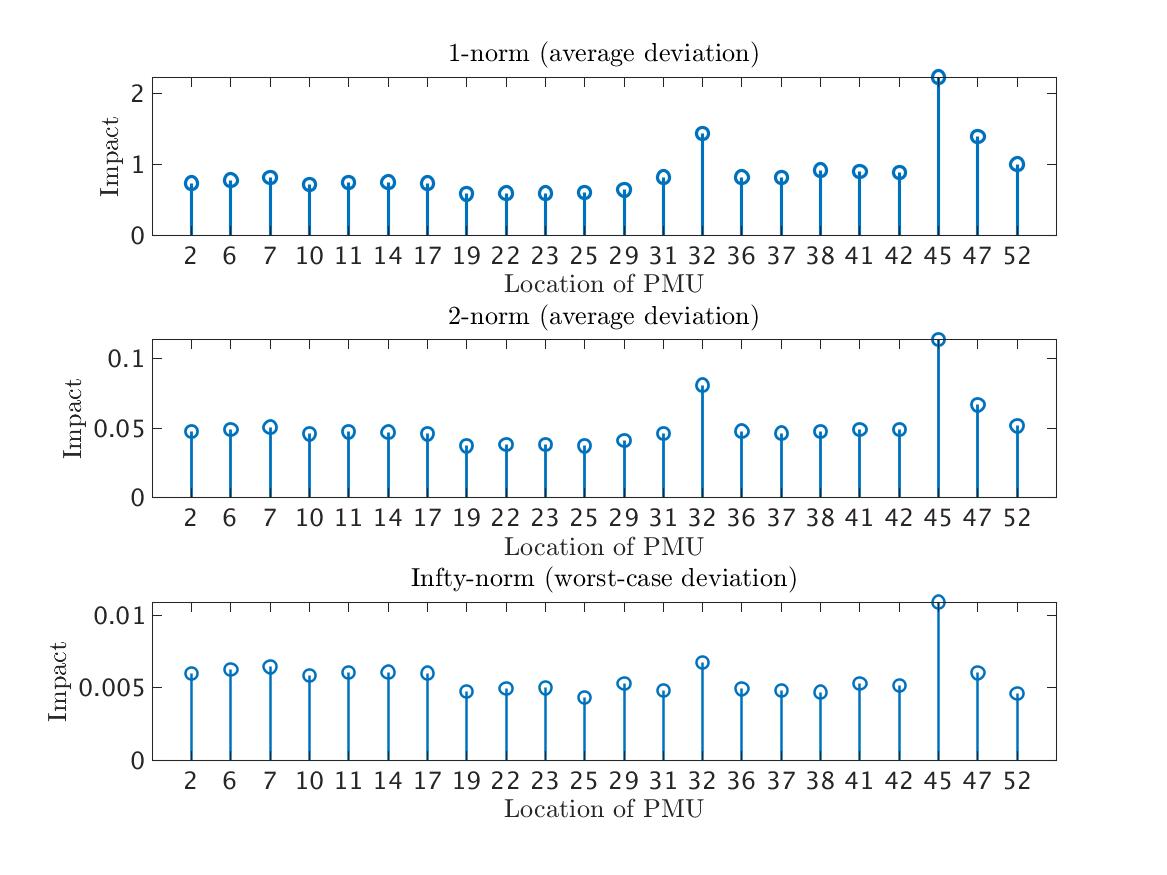 1-norm (average deviation)
2
1
0
Impact
2 6 7 10 11 14 17 19 22 23 25 29 31 32 36 37 38 41 42 45 47 52
Location of PMU
2-norm (average deviation)
0.1
0.05
0
Impact
2 6 7 10 11 14 17 19 22 23 25 29 31 32 36 37 38 41 42 45 47 52
Location of PMU
Infty-norm (worst-case deviation)
0.01
0.005
0
Impact
2 6 7 10 11 14 17 19 22 23 25 29 31 32 36 37 38 41 42 45 47 52
Location of PMU